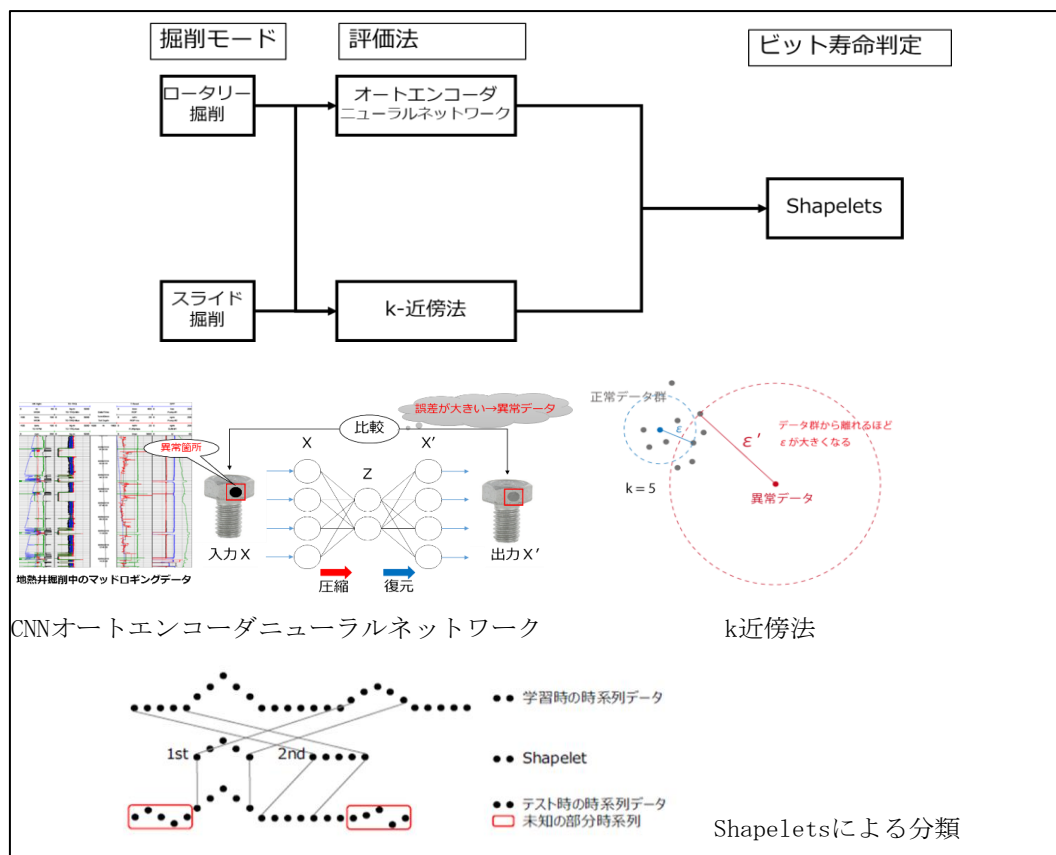 掘削モード
評価法
ビット寿命判定
ロータリー
掘削
オートエンコーダ
ニューラルネットワーク
Shapelets
スライド
掘削
k-近傍法
異常箇所
比較
誤差が大きい→異常データ
X
Z
X’
入力 X
出力 X’
圧縮
復元
地熱井掘削中のマッドロギングデータ
正常データ群
ε
ε’
データ群から離れるほど
εが大きくなる
k = 5
異常データ
CNNオートエンコーダニューラルネットワーク
k近傍法
学習時の時系列データ
1st
2nd
Shapelet
テスト時の時系列データ
未知の部分時系列
Shapeletsによる分類